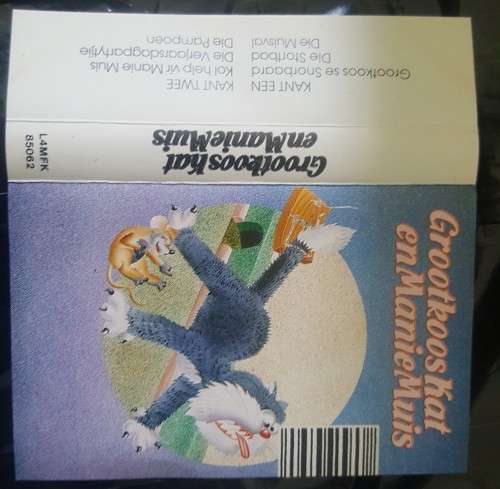 Grootkoos Kat
en Manie Muis
Grootkoos Kat
en Manie Muis
L4MFK
85062
KANT EEN
Grootkoos se Snorbaard
Die Stortbad
Die Muisval
KANT TWEE
Kol help vir Manie Muis
Die Verjaarsdagpartytjie
Die Pampoen